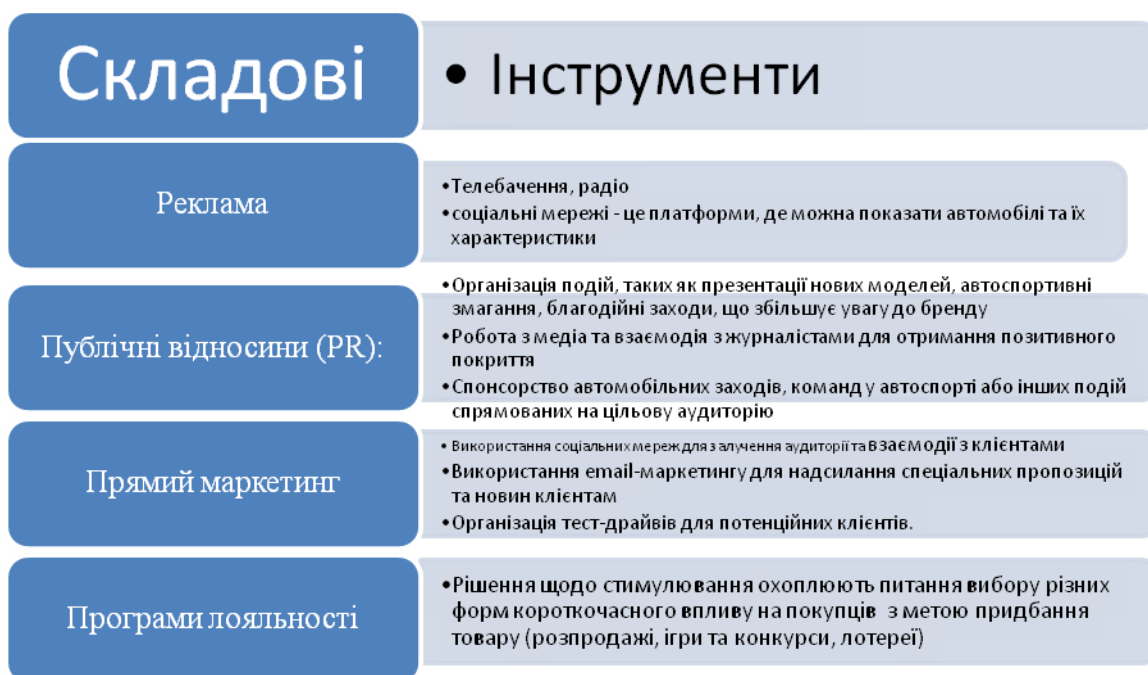 Складові
• Інструменти
Реклама
•Телебачення, радіо
•соціальні мережі - це платформи, де можна показати автомобілі та їх
характеристики
Публічні відносини (PR):
•Організація подій, таких як презентації нових моделей, автоспортивні
змагання, благодійні заходи, що збільшує увагу до бренду
•Робота з медіа та взаємодія з журналістами для отримання позитивного
покриття
•Спонсорство автомобільних заходів, команд у автоспорті або інших подій
спрямованих на цільову аудиторію
Прямий маркетинг
• Використання соціальних мереж для залучення аудиторії та взаємодії з клієнтами
•Використання email-маркетингу для надсилання спеціальних пропозицій
та новин клієнтам
•Організація тест-драйвів для потенційних клієнтів.
Програми лояльності
•Рішення щодо стимулювання охоплюють питання вибору різних
форм короткочасного впливу на покупців з метою придбання
товару (розпродажі, ігри та конкурси, лотереї)